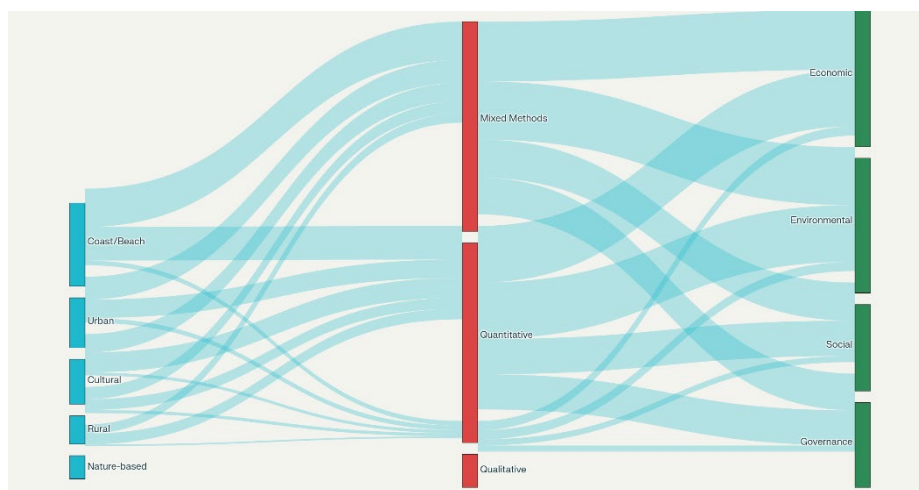 Coast/Beach
Urban
Cultural
Rural
Nature-based
Mixed Methods
Quantitative
Qualitative
Economic
Environmental
Social
Governance